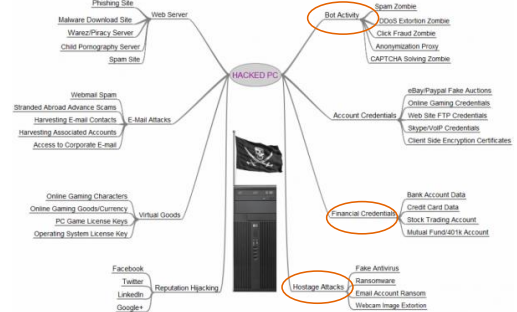 HACKED PC
Web Server
Phishing Site
Malware Download Site
Warez/Piracy Server
Child Pornography Server
Spam Site
E-Mail Attacks
Webmail Spam
Stranded Abroad Advance Scams
Harvesting E-mail Contacts
Harvesting Associated Accounts
Access to Corporate E-mail
Virtual Goods
Online Gaming Characters
Online Gaming Goods/Currency
PC Game License Keys
Operating System License Key
Reputation Hijacking
Facebook
Twitter
LinkedIn
Google+
Bot Activity
Spam Zombie
DDoS Extortion Zombie
Click Fraud Zombie
Anonymization Proxy
CAPTCHA Solving Zombie
Account Credentials
eBay/Paypal Fake Auctions
Online Gaming Credentials
Web Site FTP Credentials
Skype/VoIP Credentials
Client Side Encryption Certificates
Financial Credentials
Bank Account Data
Credit Card Data
Stock Trading Account
Mutual Fund/401k Account
Hostage Attacks
Fake Antivirus
Ransomware
Email Account Ransom
Webcam Image Extortion